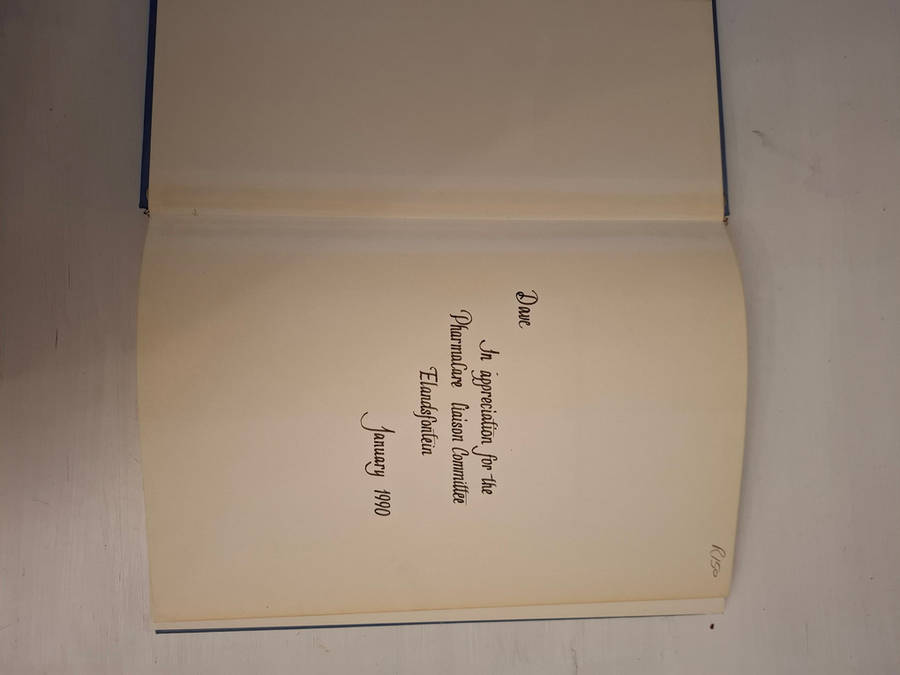 R150
Dave
In appreciation for the
PharmaCare liaison Committee
Elandsfontein
January 1990